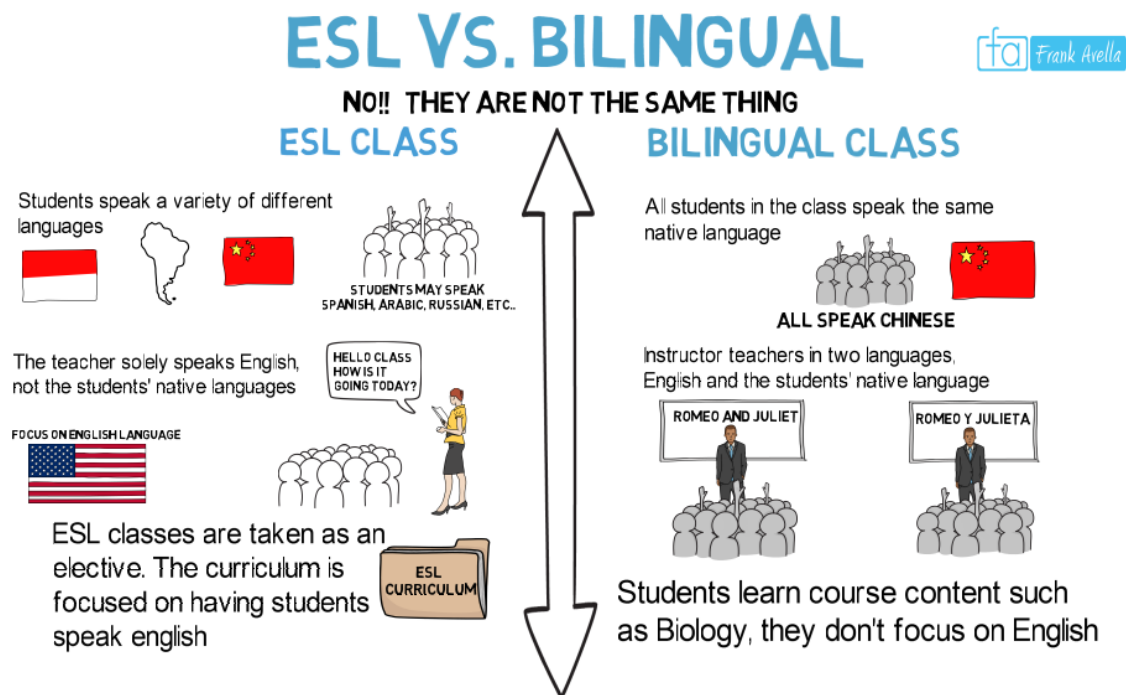 ESL VS. BILINGUAL
fa Frank Avella
NO!! THEY ARE NOT THE SAME THING
ESL CLASS
Students speak a variety of different
languages
STUDENTS MAY SPEAK
SPANISH, ARABIC, RUSSIAN, ETC..
The teacher solely speaks English,
not the students' native languages
HELLO CLASS
HOW IS IT
GOING TODAY?
FOCUS ON ENGLISH LANGUAGE
ESL classes are taken as an
elective. The curriculum is
focused on having students
speak english
ESL
CURRICULUM
BILINGUAL CLASS
All students in the class speak the same
native language
ALL SPEAK CHINESE
Instructor teachers in two languages,
English and the students' native language
ROMEO AND JULIET
ROMEO Y JULIETA
Students learn course content such
as Biology, they don't focus on English